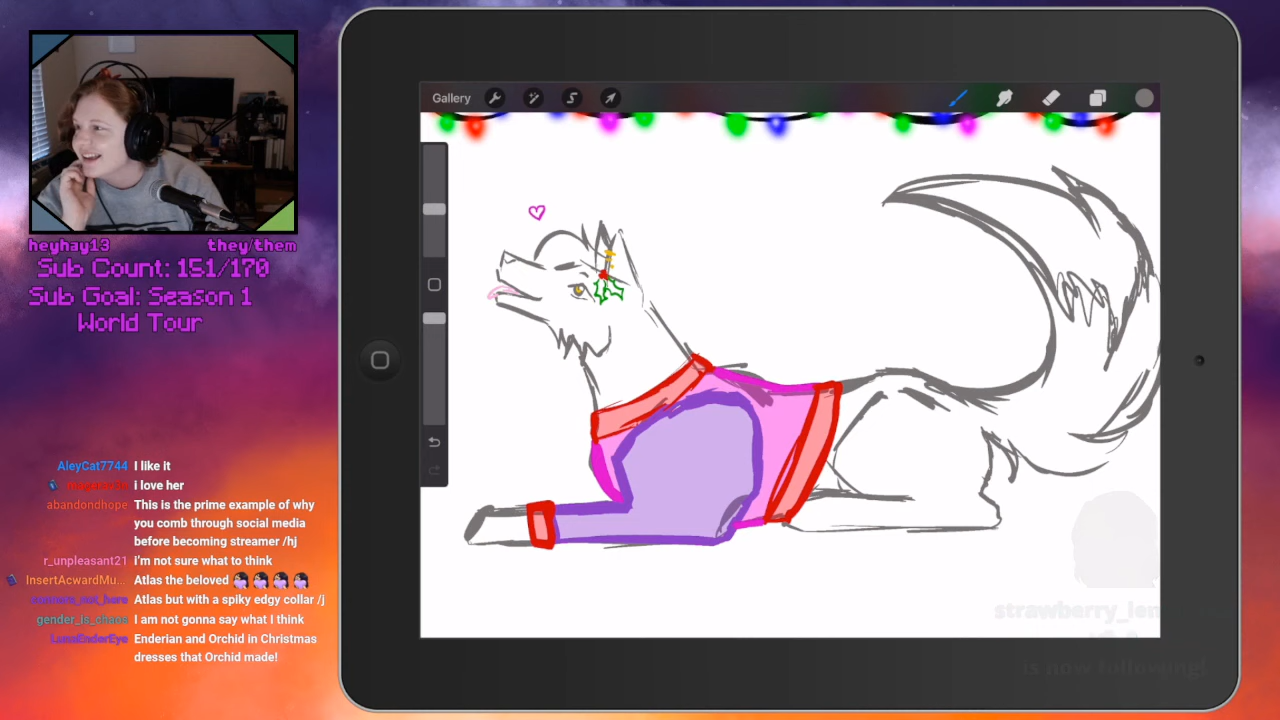 Gallery
heyhay13 they/them
Sub Count: 151/170
Sub Goal: Season 1
World Tour
AleyCat7744 I like it
i love her
abandondhope This is the prime example of why
you comb through social media
before becoming streamer /hj
r_unpleasant21 i'm not sure what to think
InsertAcwardMu... Atlas the beloved
Atlas but with a spiky edgy collar /j
gender_is_chaos I am not gonna say what I think
LunaEnderEye Enderian and Orchid in Christmas
dresses that Orchid made!
is now following!